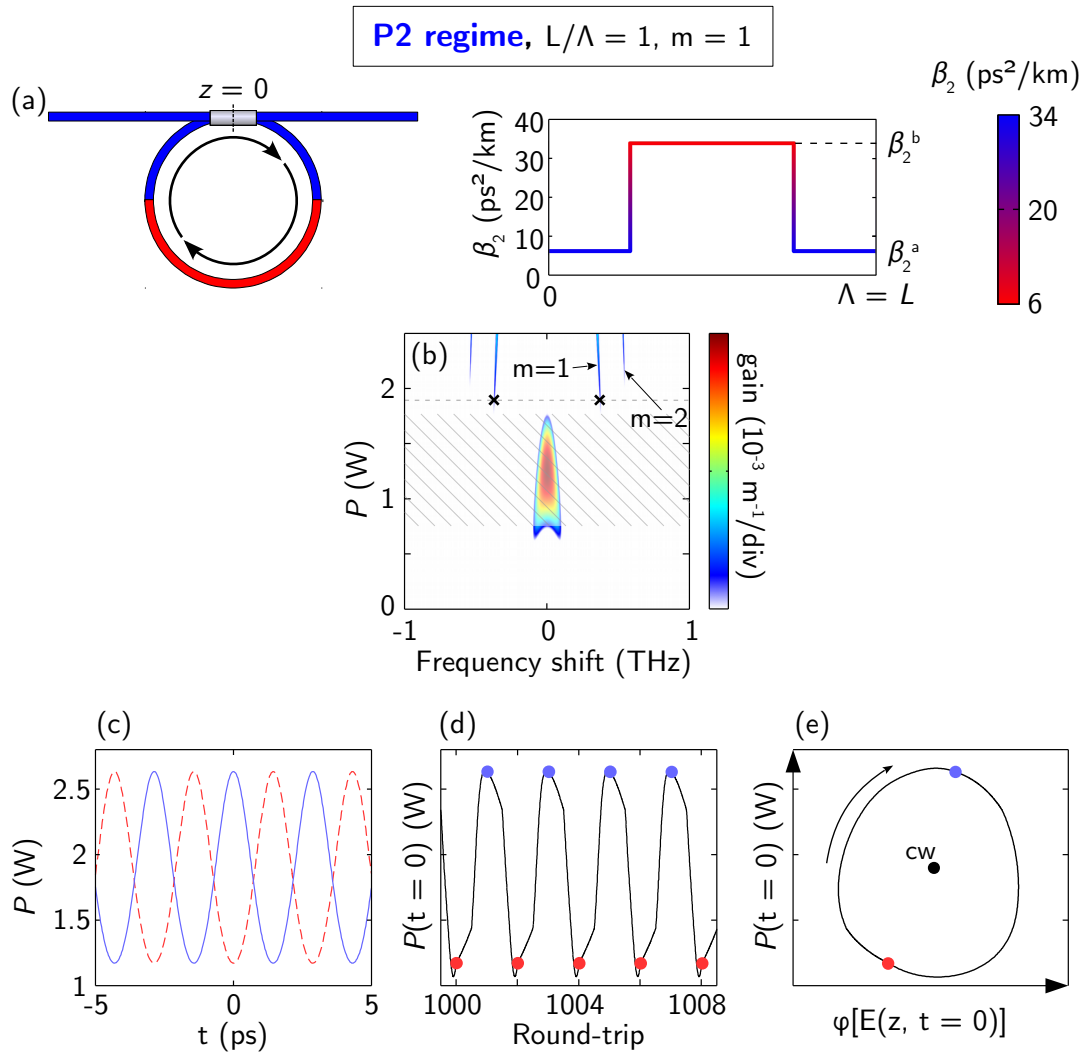 P2 regime, L/Λ = 1, m = 1
(a)
z = 0
β₂ (ps²/km)
40
30
20
10
0
0
Λ = L
β₂ᵇ
β₂ᵃ
β₂ (ps²/km)
34
20
6
(b)
m=1
m=2
2
1
0
P (W)
-1
0
1
Frequency shift (THz)
gain (10⁻³ m⁻¹/div)
(c)
2.5
2
1.5
1
P (W)
-5
0
5
t (ps)
(d)
P(t = 0) (W)
1000
1004
1008
Round-trip
(e)
P(t = 0) (W)
cw
φ[E(z, t = 0)]